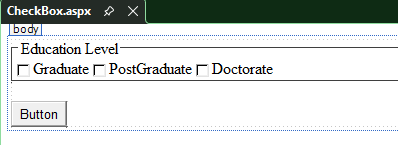 CheckBox.aspx
body
Education Level
Graduate PostGraduate Doctorate
Button